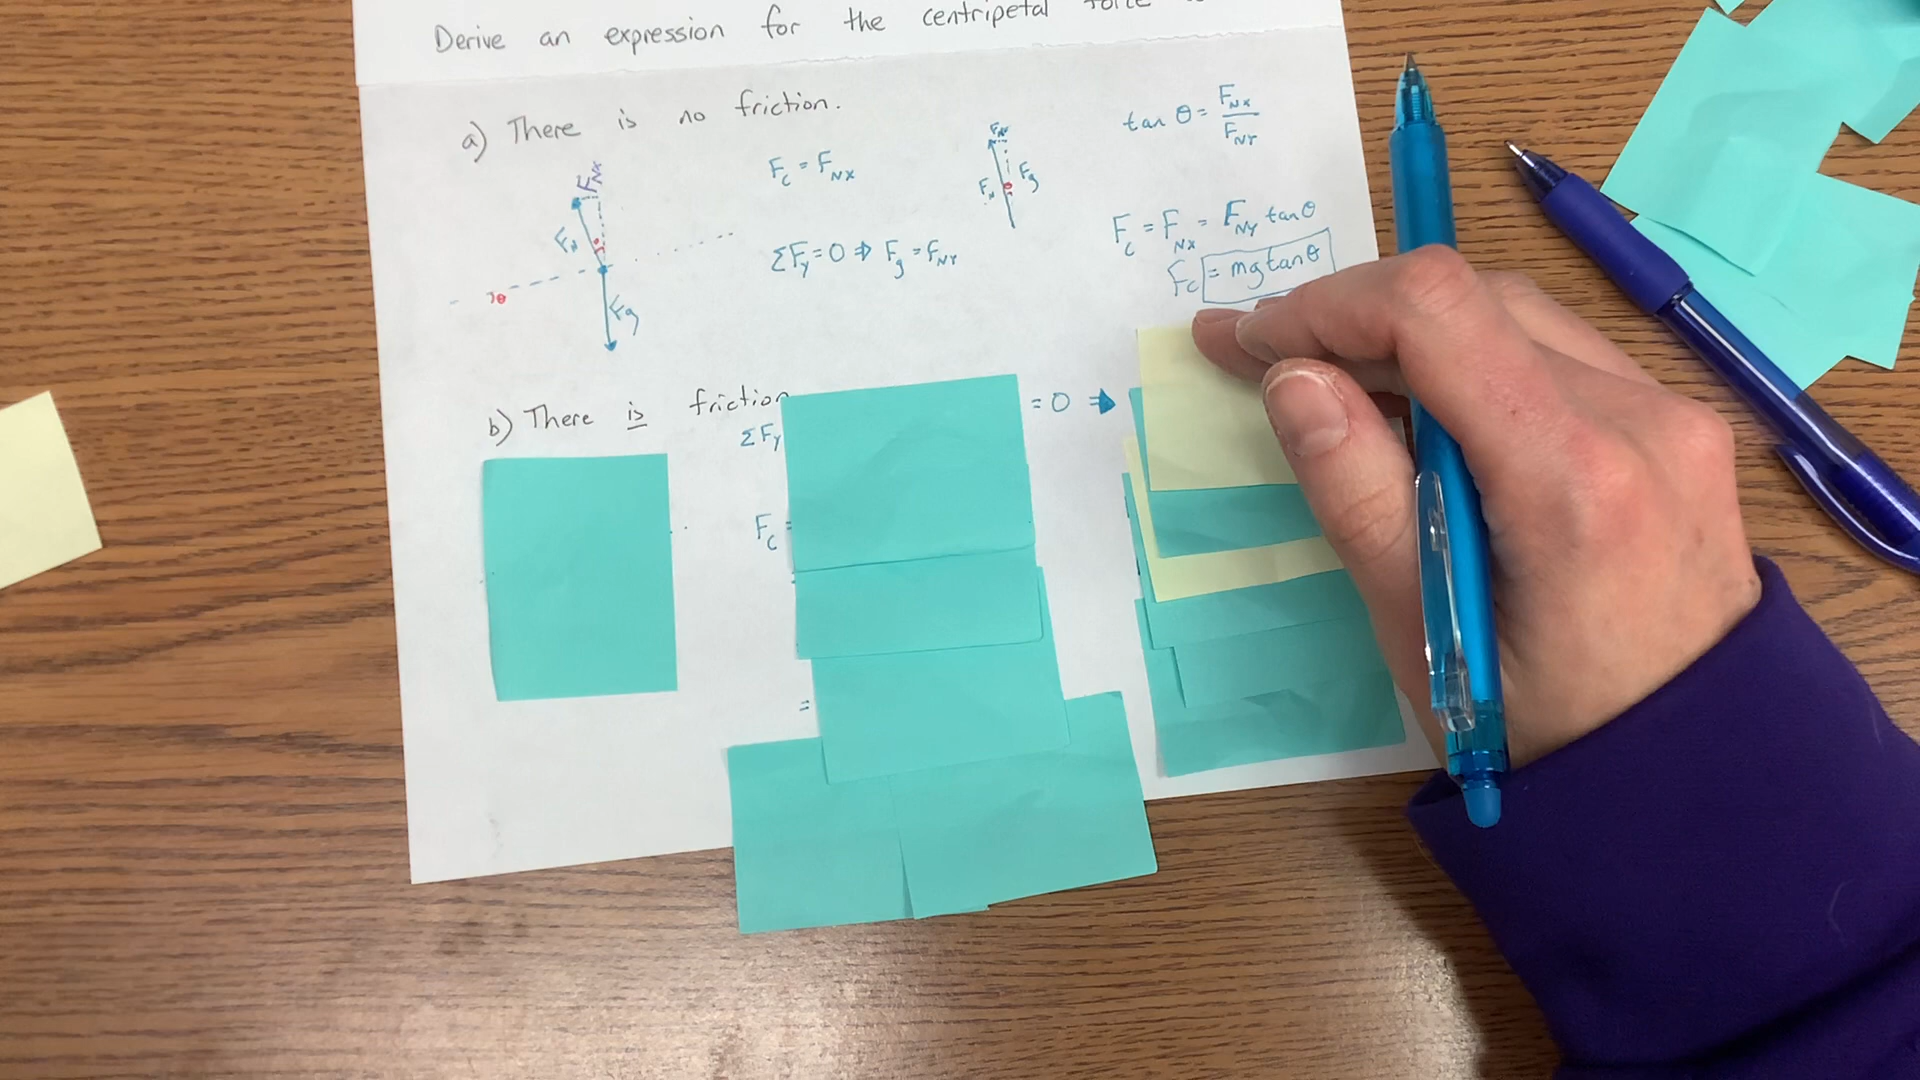 Derive an expression for the centripetal
a) There is no friction.
F_NX
F_N
θ
F_g
θ
F_C = F_NX
ΣF_y = 0 ⇒ F_g = F_NY
F_N
F_g
θ
tan θ = F_NX / F_NY
F_C = F_NX = F_NY tan θ
F_C = mg tan θ
b) There is friction
ΣF_y = 0 ⇒
F_C =
=